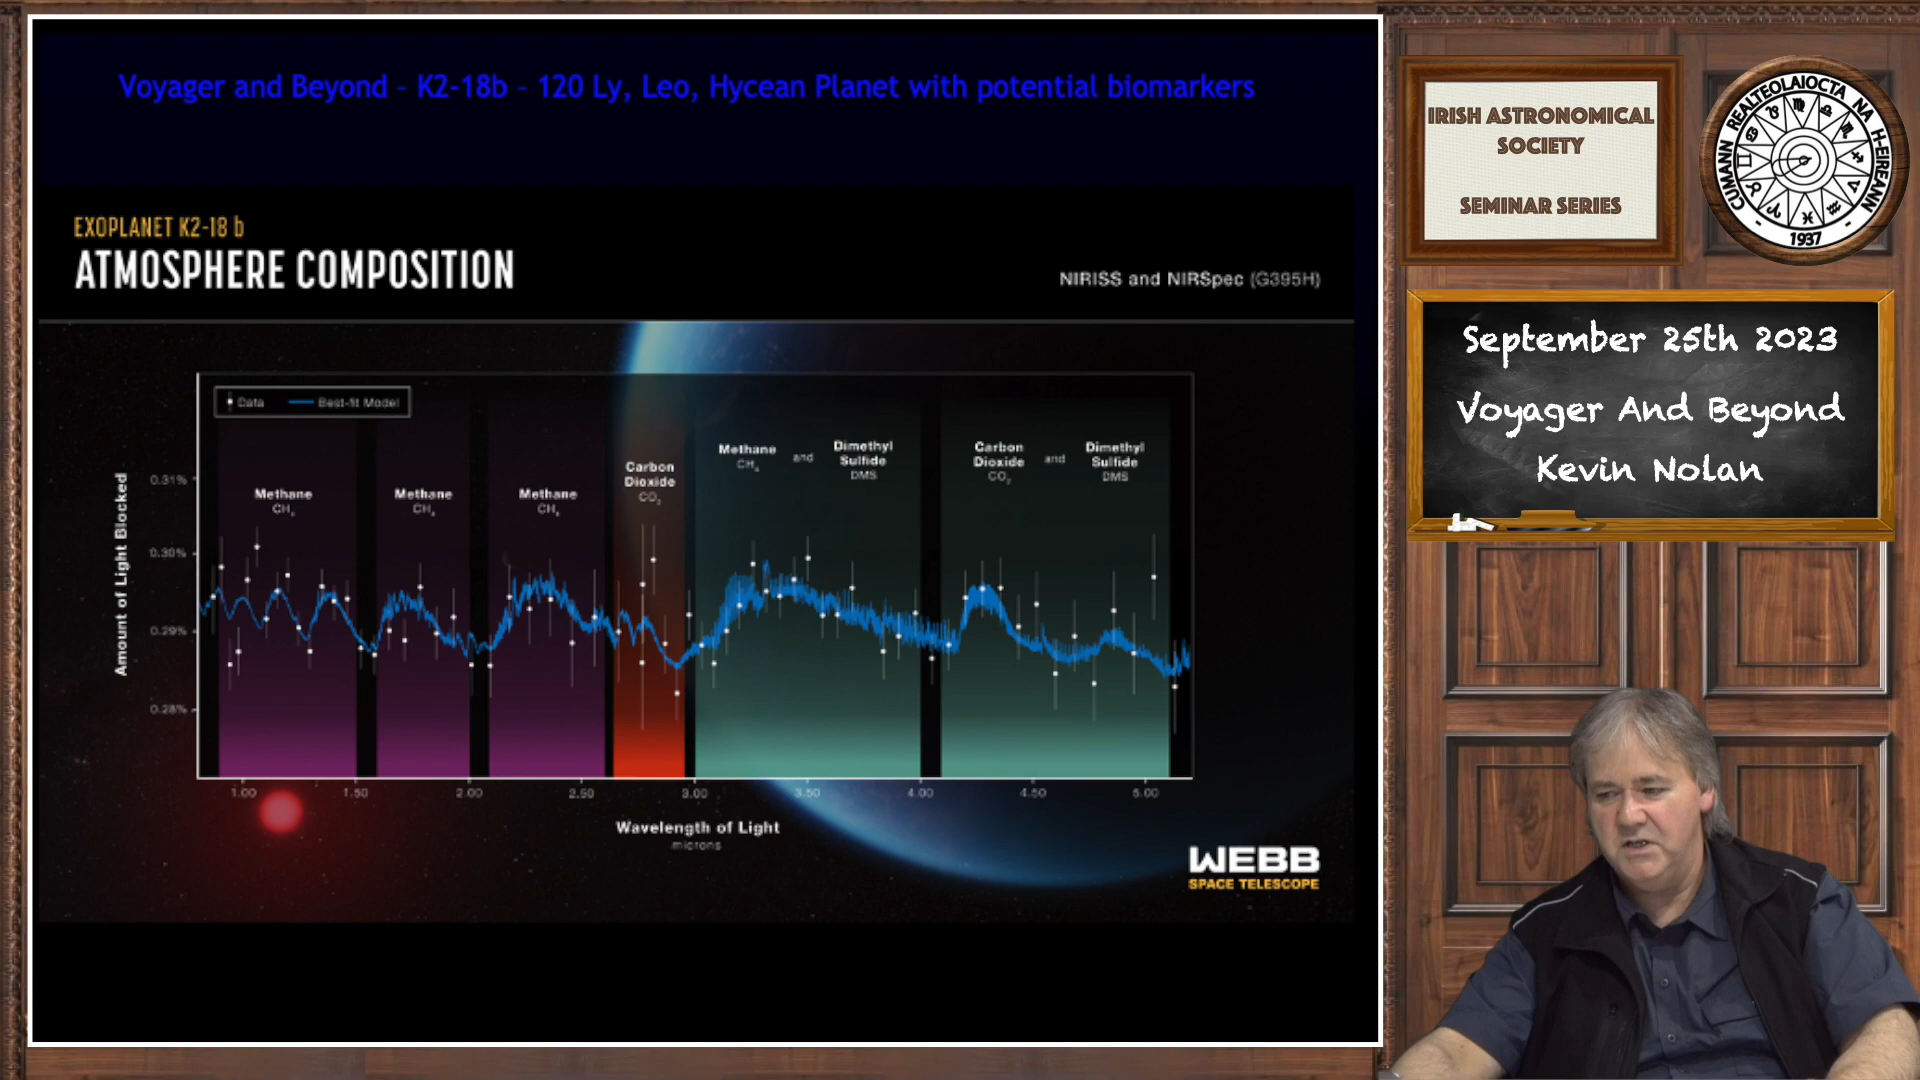 Voyager and Beyond – K2-18b – 120 Ly, Leo, Hycean Planet with potential biomarkers
EXOPLANET K2-18 b
ATMOSPHERE COMPOSITION
NIRISS and NIRSpec (G395H)
Data
Best-fit Model
Amount of Light Blocked
0.31%
0.30%
0.29%
0.28%
Methane
CH₄
Methane
CH₄
Methane
CH₄
Carbon
Dioxide
CO₂
Methane
CH₄
and
Dimethyl
Sulfide
DMS
Carbon
Dioxide
CO₂
and
Dimethyl
Sulfide
DMS
1.00 1.50 2.00 2.50 3.00 3.50 4.00 4.50 5.00
Wavelength of Light
microns
WEBB
SPACE TELESCOPE
IRISH ASTRONOMICAL
SOCIETY
SEMINAR SERIES
CUMANN REALTEOLAIOCTA NA H-EIREANN
- 1937 -
September 25th 2023
Voyager And Beyond
Kevin Nolan